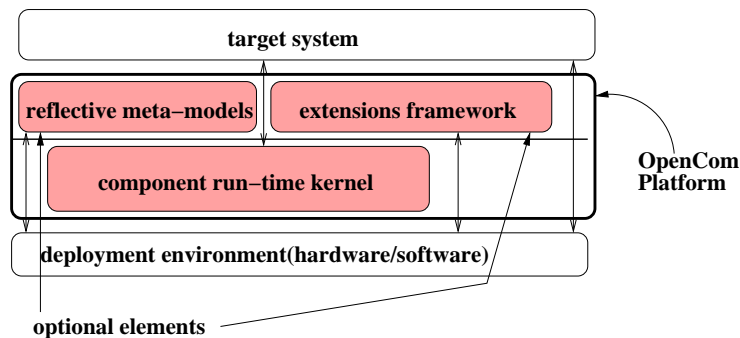 target system
reflective meta−models
extensions framework
component run−time kernel
OpenCom
Platform
deployment environment(hardware/software)
optional elements